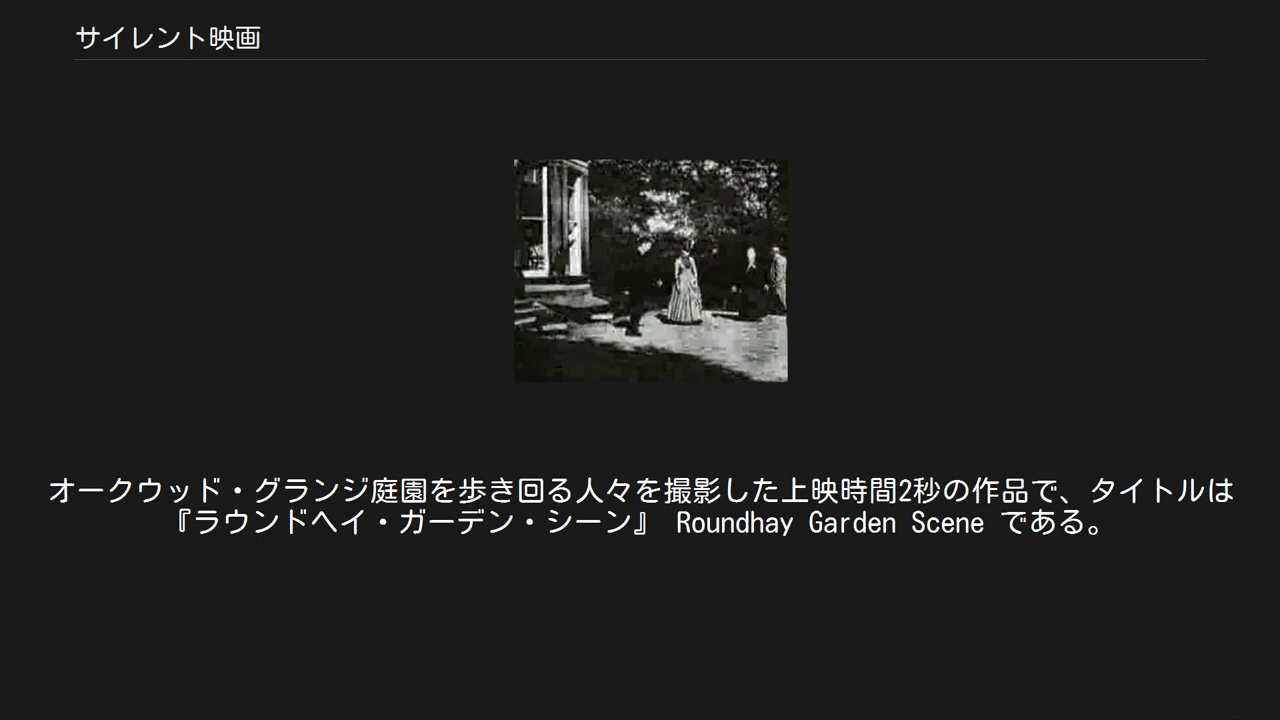 サイレント映画
オークウッド・グランジ庭園を歩き回る人々を撮影した上映時間2秒の作品で、タイトルは
『ラウンドヘイ・ガーデン・シーン』 Roundhay Garden Scene である。